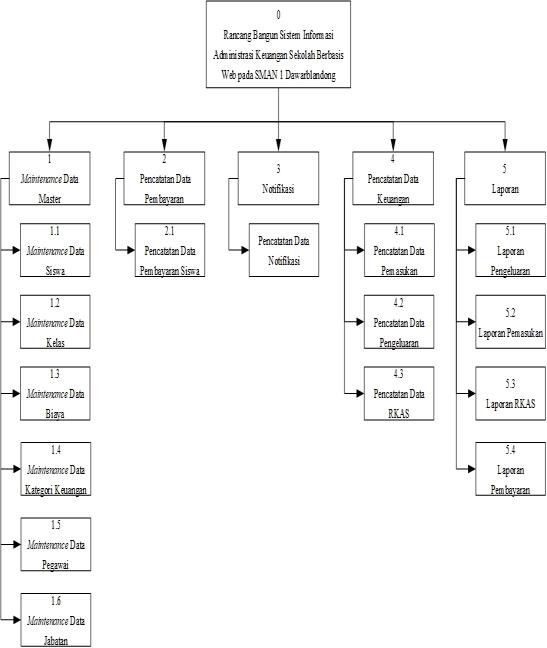 0
Rancang Bangun Sistem Informasi
Administrasi Keuangan Sekolah Berbasis
Web pada SMAN 1 Dawarblandong
1
Maintenance Data
Master
1.1
Maintenance Data
Siswa
1.2
Maintenance Data
Kelas
1.3
Maintenance Data
Biaya
1.4
Maintenance Data
Kategori Keuangan
1.5
Maintenance Data
Pegawai
1.6
Maintenance Data
Jabatan
2
Pencatatan Data
Pembayaran
2.1
Pencatatan Data
Pembayaran Siswa
3
Notifikasi
Pencatatan Data
Notifikasi
4
Pencatatan Data
Keuangan
4.1
Pencatatan Data
Pemasukan
4.2
Pencatatan Data
Pengeluaran
4.3
Pencatatan Data
RKAS
5
Laporan
5.1
Laporan
Pengeluaran
5.2
Laporan Pemasukan
5.3
Laporan RKAS
5.4
Laporan
Pembayaran